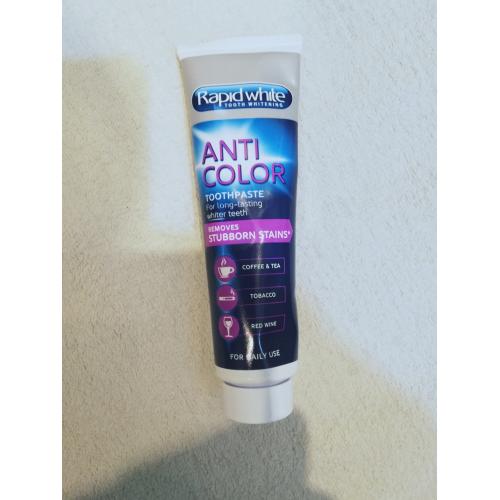 Rapid white
TOOTH WHITENING
ANTI
COLOR
TOOTHPASTE
For long-lasting
whiter teeth
REMOVES
STUBBORN STAINS*
COFFEE & TEA
TOBACCO
RED WINE
FOR DAILY USE